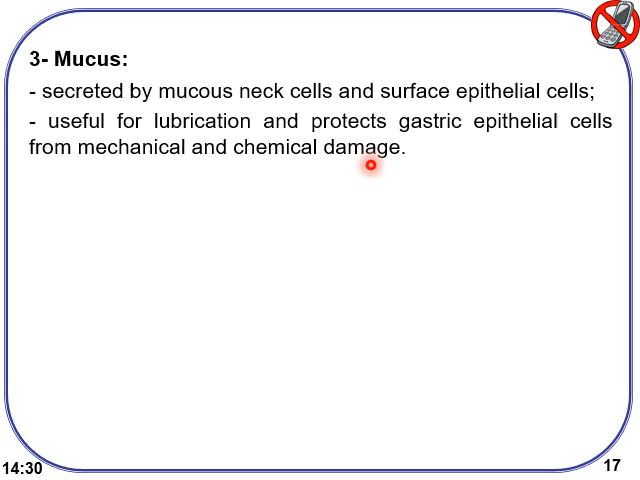 3- Mucus:
- secreted by mucous neck cells and surface epithelial cells;
- useful for lubrication and protects gastric epithelial cells
from mechanical and chemical damage.
14:30
17